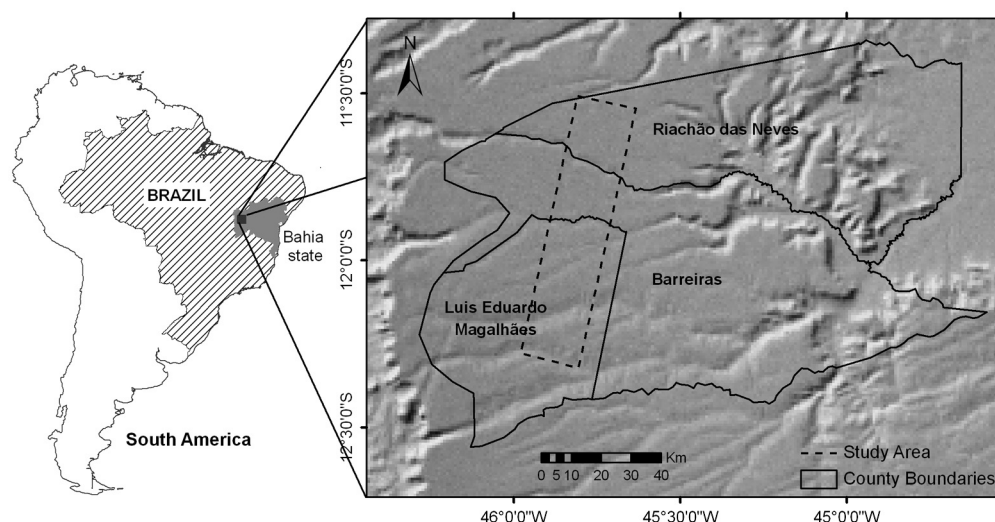 BRAZIL
Bahia
state
South America
N
11°30'0"S
12°0'0"S
12°30'0"S
Riachão das Neves
Barreiras
Luis Eduardo
Magalhães
Km
0 5 10 20 30 40
Study Area
County Boundaries
46°0'0"W
45°30'0"W
45°0'0"W